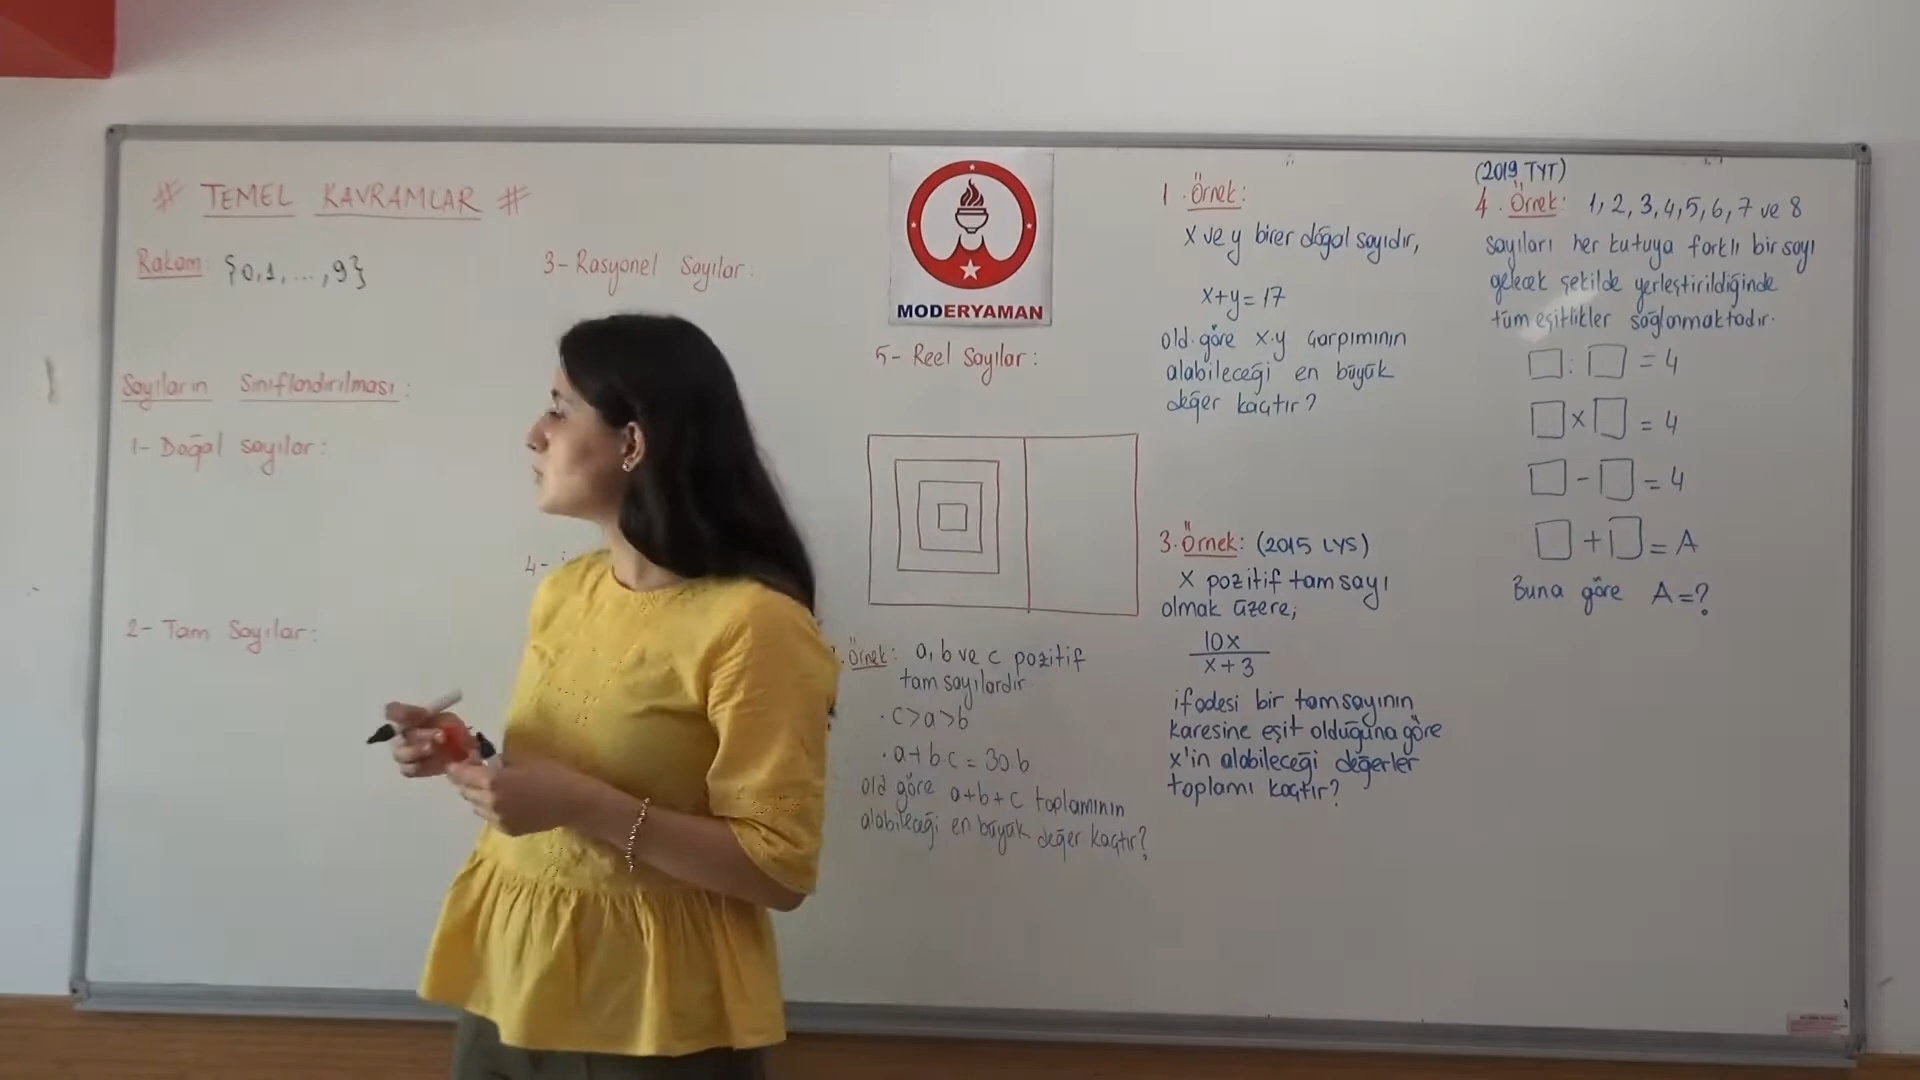 # TEMEL KAVRAMLAR #
Rakam: {0,1,...,9}
Sayıların Sınıflandırılması:
1- Doğal sayılar:
2- Tam Sayılar:
3- Rasyonel Sayılar:
4-
MODERYAMAN
5- Reel Sayılar:
Örnek: a, b ve c pozitif
tam sayılardır.
· c>a>b
· a+b.c = 30.b
old göre a+b+c toplamının
alabileceği en büyük değer kaçtır?
1. Örnek:
x ve y birer doğal sayıdır,
x+y=17
old. göre x.y çarpımının
alabileceği en büyük
değer kaçtır?
3. Örnek: (2015 LYS)
x pozitif tam sayı
olmak üzere;
10x
x+3
ifadesi bir tamsayının
karesine eşit olduğuna göre
x'in alabileceği değerler
toplamı kaçtır?
(2019 TYT)
4. Örnek: 1, 2, 3, 4, 5, 6, 7 ve 8
sayıları her kutuya farklı bir sayı
gelecek şekilde yerleştirildiğinde
tüm eşitlikler sağlanmaktadır.
□ : □ = 4
□ x □ = 4
□ - □ = 4
□ + □ = A
Buna göre A=?